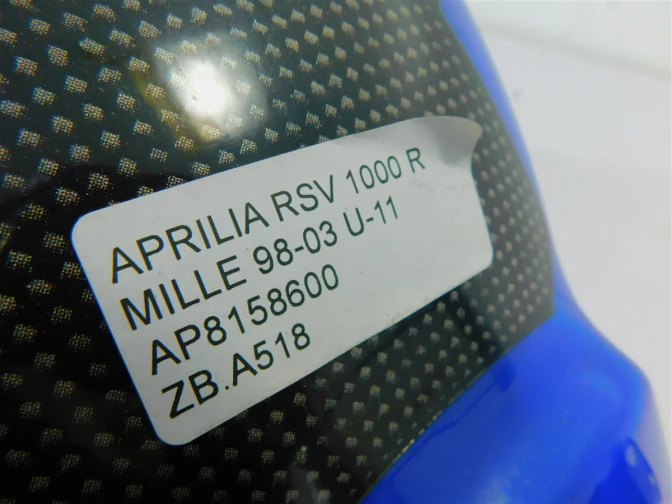 APRILIA RSV 1000 R
MILLE 98-03 U-11
AP8158600
ZB.A518